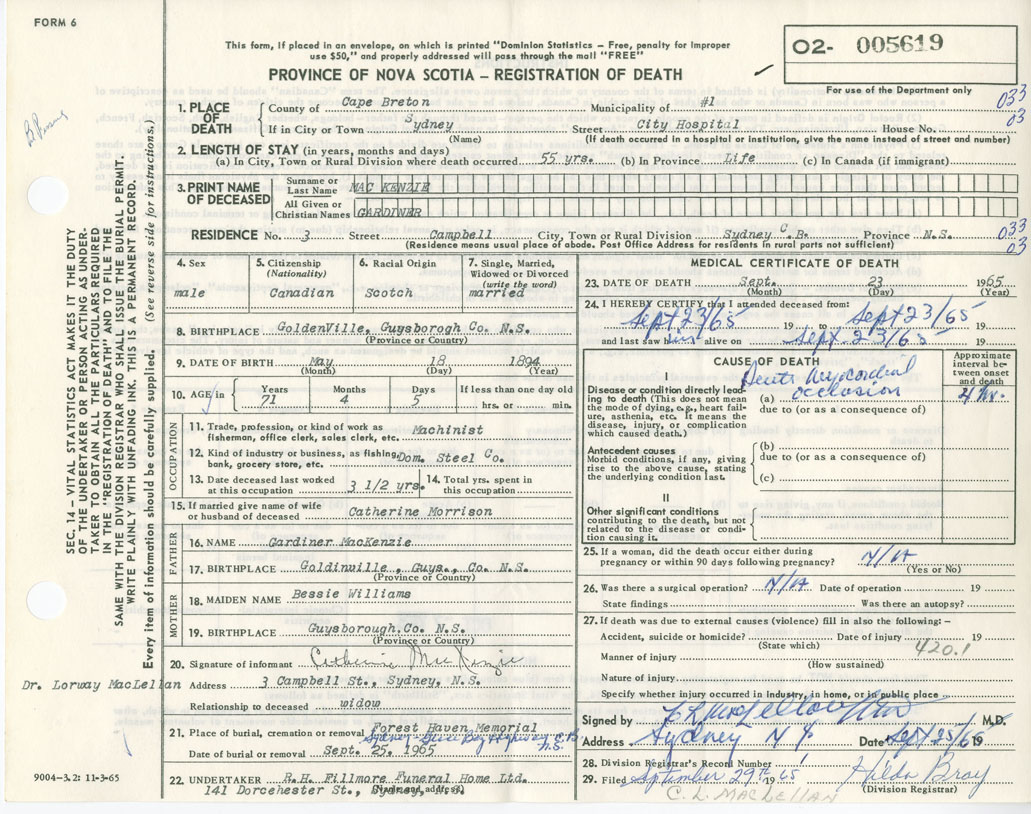 FORM 6
This form, if placed in an envelope, on which is printed "Dominion Statistics – Free, penalty for improper
use $50," and properly addressed will pass through the mail "FREE"
PROVINCE OF NOVA SCOTIA – REGISTRATION OF DEATH
02- 005619
For use of the Department only
033
03
1. PLACE OF DEATH
County of Cape Breton Municipality of #1
If in City or Town Sydney Street City Hospital House No.
(Name) (If death occurred in a hospital or institution, give the name instead of street and number)
2. LENGTH OF STAY (in years, months and days)
(a) In City, Town or Rural Division where death occurred 55 yrs. (b) In Province Life (c) In Canada (if immigrant)
3. PRINT NAME OF DECEASED
Surname or Last Name MAC KENZIE
All Given or Christian Names GARDINER
RESIDENCE No. 3 Street Campbell City, Town or Rural Division Sydney C.B. Province N.S.
(Residence means usual place of abode. Post Office Address for residents in rural parts not sufficient)
033
03
4. Sex
male
5. Citizenship
(Nationality)
Canadian
6. Racial Origin
Scotch
7. Single, Married,
Widowed or Divorced
(write the word)
married
8. BIRTHPLACE GoldenVille, Guysborogh Co. N.S.
(Province or Country)
9. DATE OF BIRTH May 18 1894
(Month) (Day) (Year)
10. AGE in
Years 71
Months 4
Days 5
If less than one day old
hrs. or min.
OCCUPATION
11. Trade, profession, or kind of work as
fisherman, office clerk, sales clerk, etc. Machinist
12. Kind of industry or business, as fishing
bank, grocery store, etc. Dom. Steel Co.
13. Date deceased last worked
at this occupation 3 1/2 yrs.
14. Total yrs. spent in
this occupation
15. If married give name of wife
or husband of deceased Catherine Morrison
FATHER
16. NAME Gardiner MacKenzie
17. BIRTHPLACE Goldinville, Guys., Co. N.S.
(Province or Country)
MOTHER
18. MAIDEN NAME Bessie Williams
19. BIRTHPLACE Guysborough. Co. N.S.
(Province or Country)
20. Signature of informant Catherine MacKenzie
Address 3 Campbell St., Sydney, N.S.
Relationship to deceased widow
21. Place of burial, cremation or removal Forest Haven Memorial
Sydney-Glace Bay Highway C.B.
N.S.
Date of burial or removal Sept. 25, 1965
22. UNDERTAKER R.H. Fillmore Funeral Home Ltd.
141 Dorchester St., Sydney, N.S.
(Name and address)
MEDICAL CERTIFICATE OF DEATH
23. DATE OF DEATH Sept. 23 1965
(Month) (Day) (Year)
24. I HEREBY CERTIFY that I attended deceased from:
Sept 23/65 19 to Sept 23/65 19
and last saw him alive on Sept. 23/65 19
CAUSE OF DEATH
Approximate
interval be-
tween onset
and death
I
Disease or condition directly lead-
ing to death (This does not mean
the mode of dying, e.g., heart fail-
ure, asthenia, etc. It means the
disease, injury, or complication
which caused death.)
(a) Acute Myocardial
occlusion
4 hr.
due to (or as a consequence of)
Antecedent causes
Morbid conditions, if any, giving
rise to the above cause, stating
the underlying condition last.
(b)
due to (or as a consequence of)
(c)
II
Other significant conditions
contributing to the death, but not
related to the disease or condi-
tion causing it.
25. If a woman, did the death occur either during
pregnancy or within 90 days following pregnancy? N/A
(Yes or No)
26. Was there a surgical operation? N/A Date of operation 19
State findings Was there an autopsy?
27. If death was due to external causes (violence) fill in also the following: –
Accident, suicide or homicide? Date of injury 19
(State which)
420.1
Manner of injury
(How sustained)
Nature of injury
Specify whether injury occurred in industry, in home, or in public place
Signed by M.D.
Address Sydney N S Date Sept 25/65 19
28. Division Registrar's Record Number
29. Filed September 29th 1965 Hilda Bray
(Division Registrar)
C. L. MACLELLAN
SEC. 14 – VITAL STATISTICS ACT MAKES IT THE DUTY
OF THE UNDERTAKER OR PERSON ACTING AS UNDER-
TAKER TO OBTAIN ALL THE PARTICULARS REQUIRED
IN THE "REGISTRATION OF DEATH" AND TO FILE THE
SAME WITH THE DIVISION REGISTRAR WHO SHALL ISSUE THE BURIAL PERMIT.
WRITE PLAINLY WITH UNFADING INK. THIS IS A PERMANENT RECORD.
Every item of information should be carefully supplied. (See reverse side for instructions.)
Dr. Lorway MacLellan
9004-3.2: 11-3-65